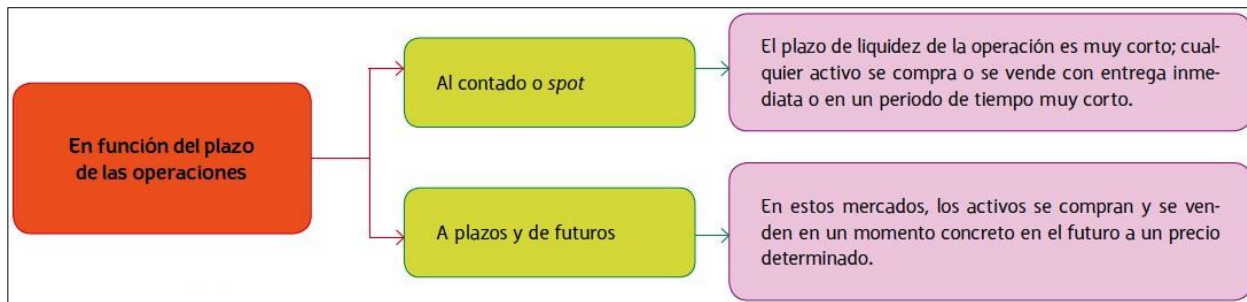 En función del plazo
de las operaciones
Al contado o spot
El plazo de liquidez de la operación es muy corto; cual-
quier activo se compra o se vende con entrega inme-
diata o en un periodo de tiempo muy corto.
A plazos y de futuros
En estos mercados, los activos se compran y se ven-
den en un momento concreto en el futuro a un precio
determinado.